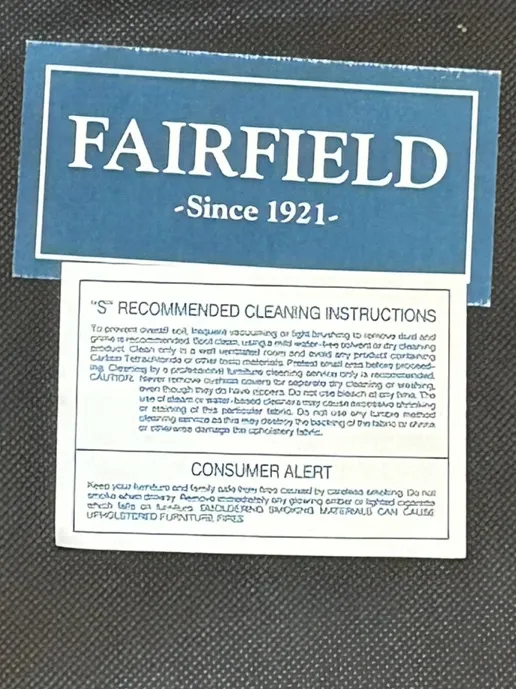 FAIRFIELD
-Since 1921-
"S" RECOMMENDED CLEANING INSTRUCTIONS
To prevent overall soil, frequent vacuuming or light brushing to remove dust and
grime is recommended. Spot clean, using a mild water-free solvent or dry cleaning
product. Clean only in a well ventilated room and avoid any product containing
Carbon Tetrachloride or other toxic materials. Pretest small area before proceed-
ing. Cleaning by a professional furniture cleaning service only is recommended.
CAUTION: Never remove cushion covers for separate dry cleaning or washing,
even though they do have zippers. Do not use bleach at any time. The
use of steam or water-based cleaners may cause excessive shrinking
or staining of this particular fabric. Do not use any method
cleaning service as this may destroy the backing of the fabric or
or otherwise damage the upholstery fabric.
CONSUMER ALERT
Keep your furniture and family safe from fires caused by careless smoking. Do not
smoke when drowsy. Remove immediately any glowing ember or lighted cigarette
which falls on furniture. SMOLDERING SMOKING MATERIALS CAN CAUSE
UPHOLSTERED FURNITURE FIRES